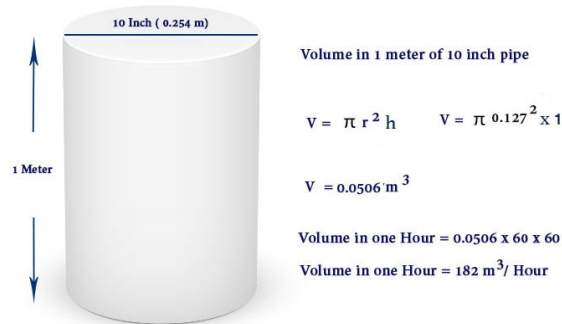 10 Inch ( 0.254 m)
Volume in 1 meter of 10 inch pipe
V = π r² h V = π 0.127² x 1
1 Meter
V = 0.0506 m³
Volume in one Hour = 0.0506 x 60 x 60
Volume in one Hour = 182 m³/ Hour